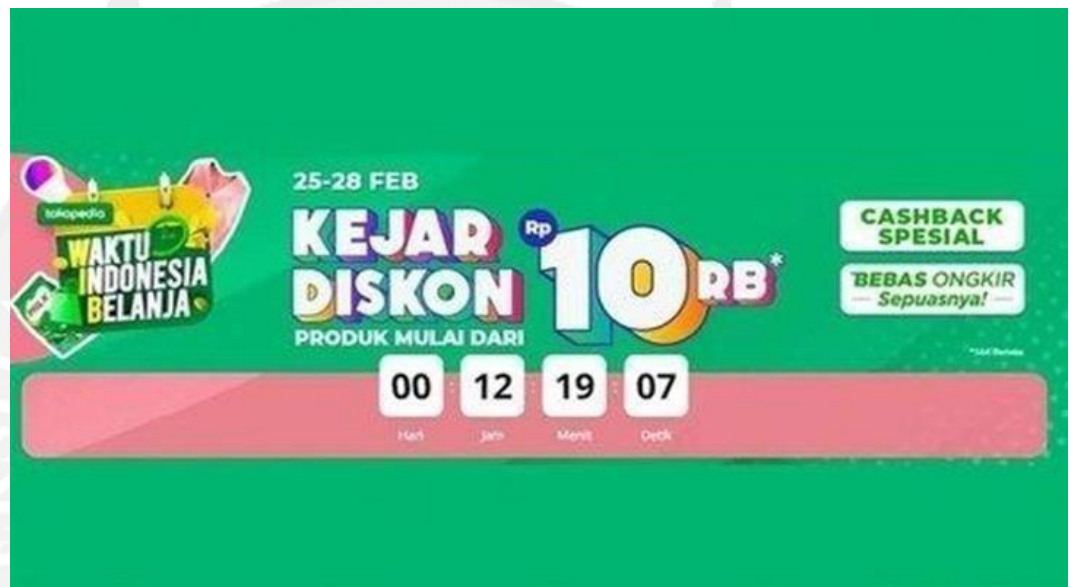 tokopedia
WAKTU
INDONESIA
BELANJA
25-28 FEB
KEJAR
DISKON
PRODUK MULAI DARI
Rp
10 RB*
CASHBACK
SPESIAL
BEBAS ONGKIR
Sepuasnya!
00 : 12 : 19 : 07
Hari Jam Menit Detik